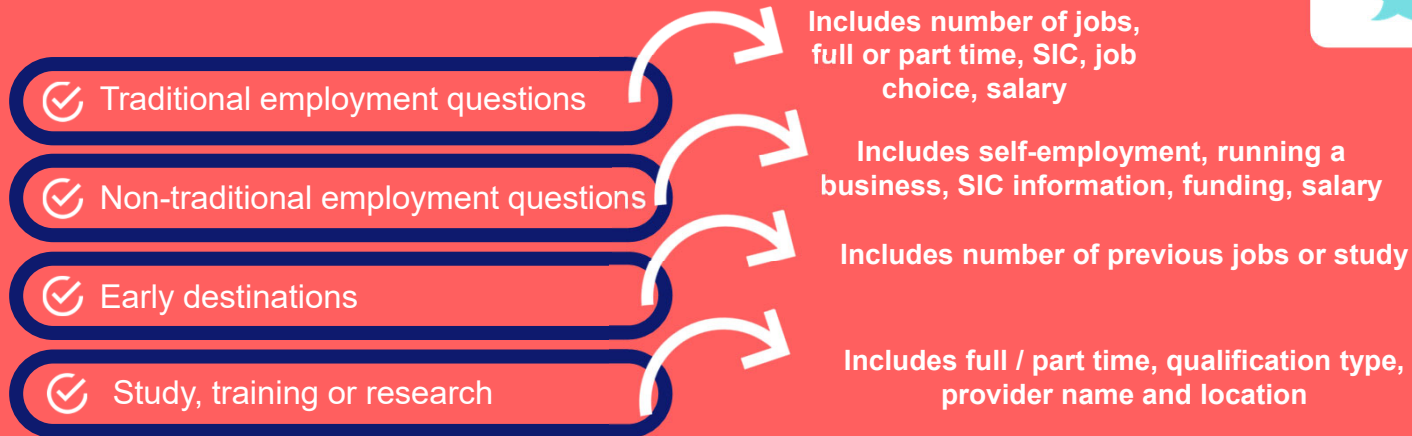 Traditional employment questions
Includes number of jobs,
full or part time, SIC, job
choice, salary
Non-traditional employment questions
Includes self-employment, running a
business, SIC information, funding, salary
Early destinations
Includes number of previous jobs or study
Study, training or research
Includes full / part time, qualification type,
provider name and location